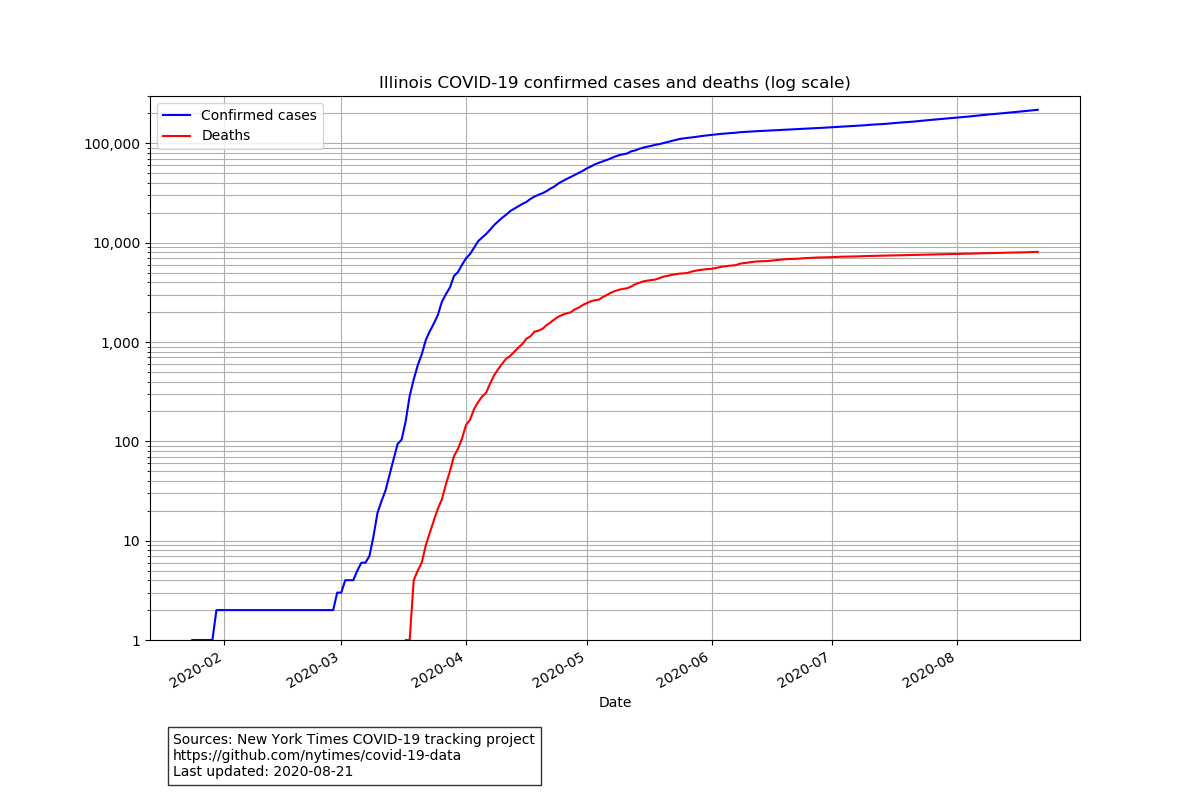 Illinois COVID-19 confirmed cases and deaths (log scale)
Confirmed cases
Deaths
100,000
10,000
1,000
100
10
1
2020-02
2020-03
2020-04
2020-05
2020-06
2020-07
2020-08
Date
Sources: New York Times COVID-19 tracking project
https://github.com/nytimes/covid-19-data
Last updated: 2020-08-21